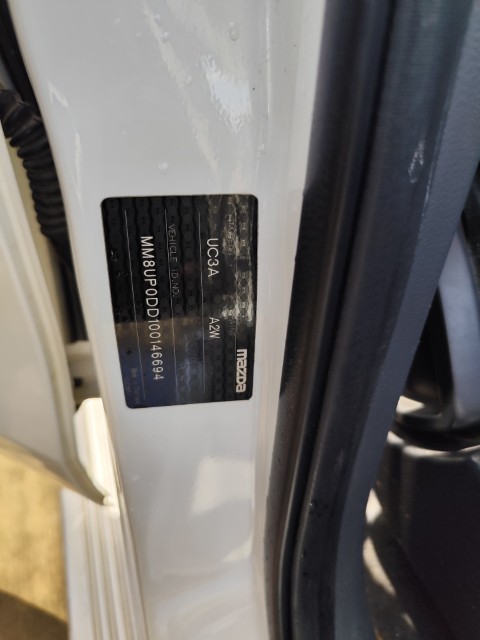 mazda
UC3A A2W
VEHICLE ID.NO.
MM8UP0DD100146694